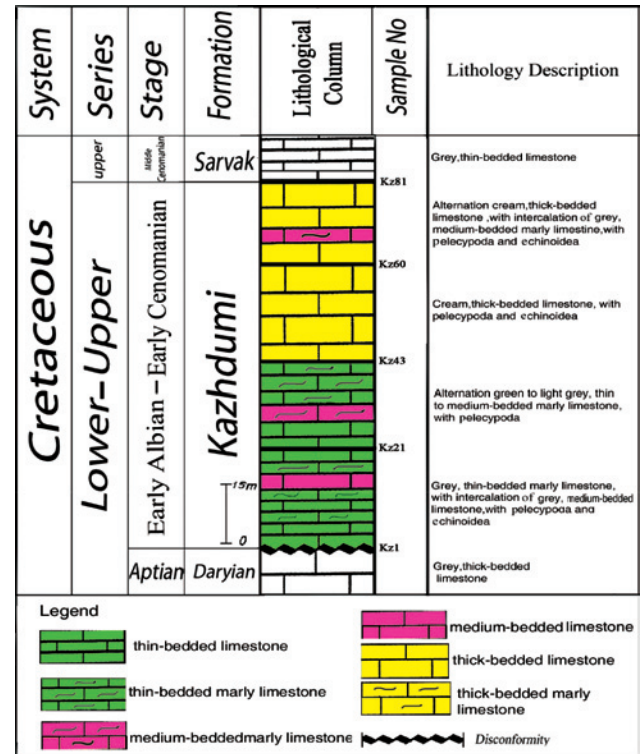 System
Series
Stage
Formation
Lithological
Column
Sample No
Lithology Description
Cretaceous
upper
Lower-Upper
Middle
Cenomanian
Early Albian – Early Cenomanian
Aptian
Sarvak
Kazhdumi
Daryian
15m
0
Kz81
Kz60
Kz43
Kz21
Kz1
Grey,thin-bedded limestone
Alternation cream,thick-bedded
limestone ,with intercalation of grey,
medium-bedded marly limestine,with
pelecypoda and echinoidea
Cream,thick-bedded limestone, with
pelecypoda and echinoidea
Alternation green to light grey, thin
to medium-bedded marly limestone,
with pelecypoda
Grey, thin-bedded marly limestone,
with intercalation of grey, medium-bedded
limestone,with pelecypoda and
echinoidea
Grey,thick-bedded
limestone
Legend
thin-bedded limestone
thin-bedded marly limestone
medium-beddedmarly limestone
medium-bedded limestone
thick-bedded limestone
thick-bedded marly
limestone
Disconformity